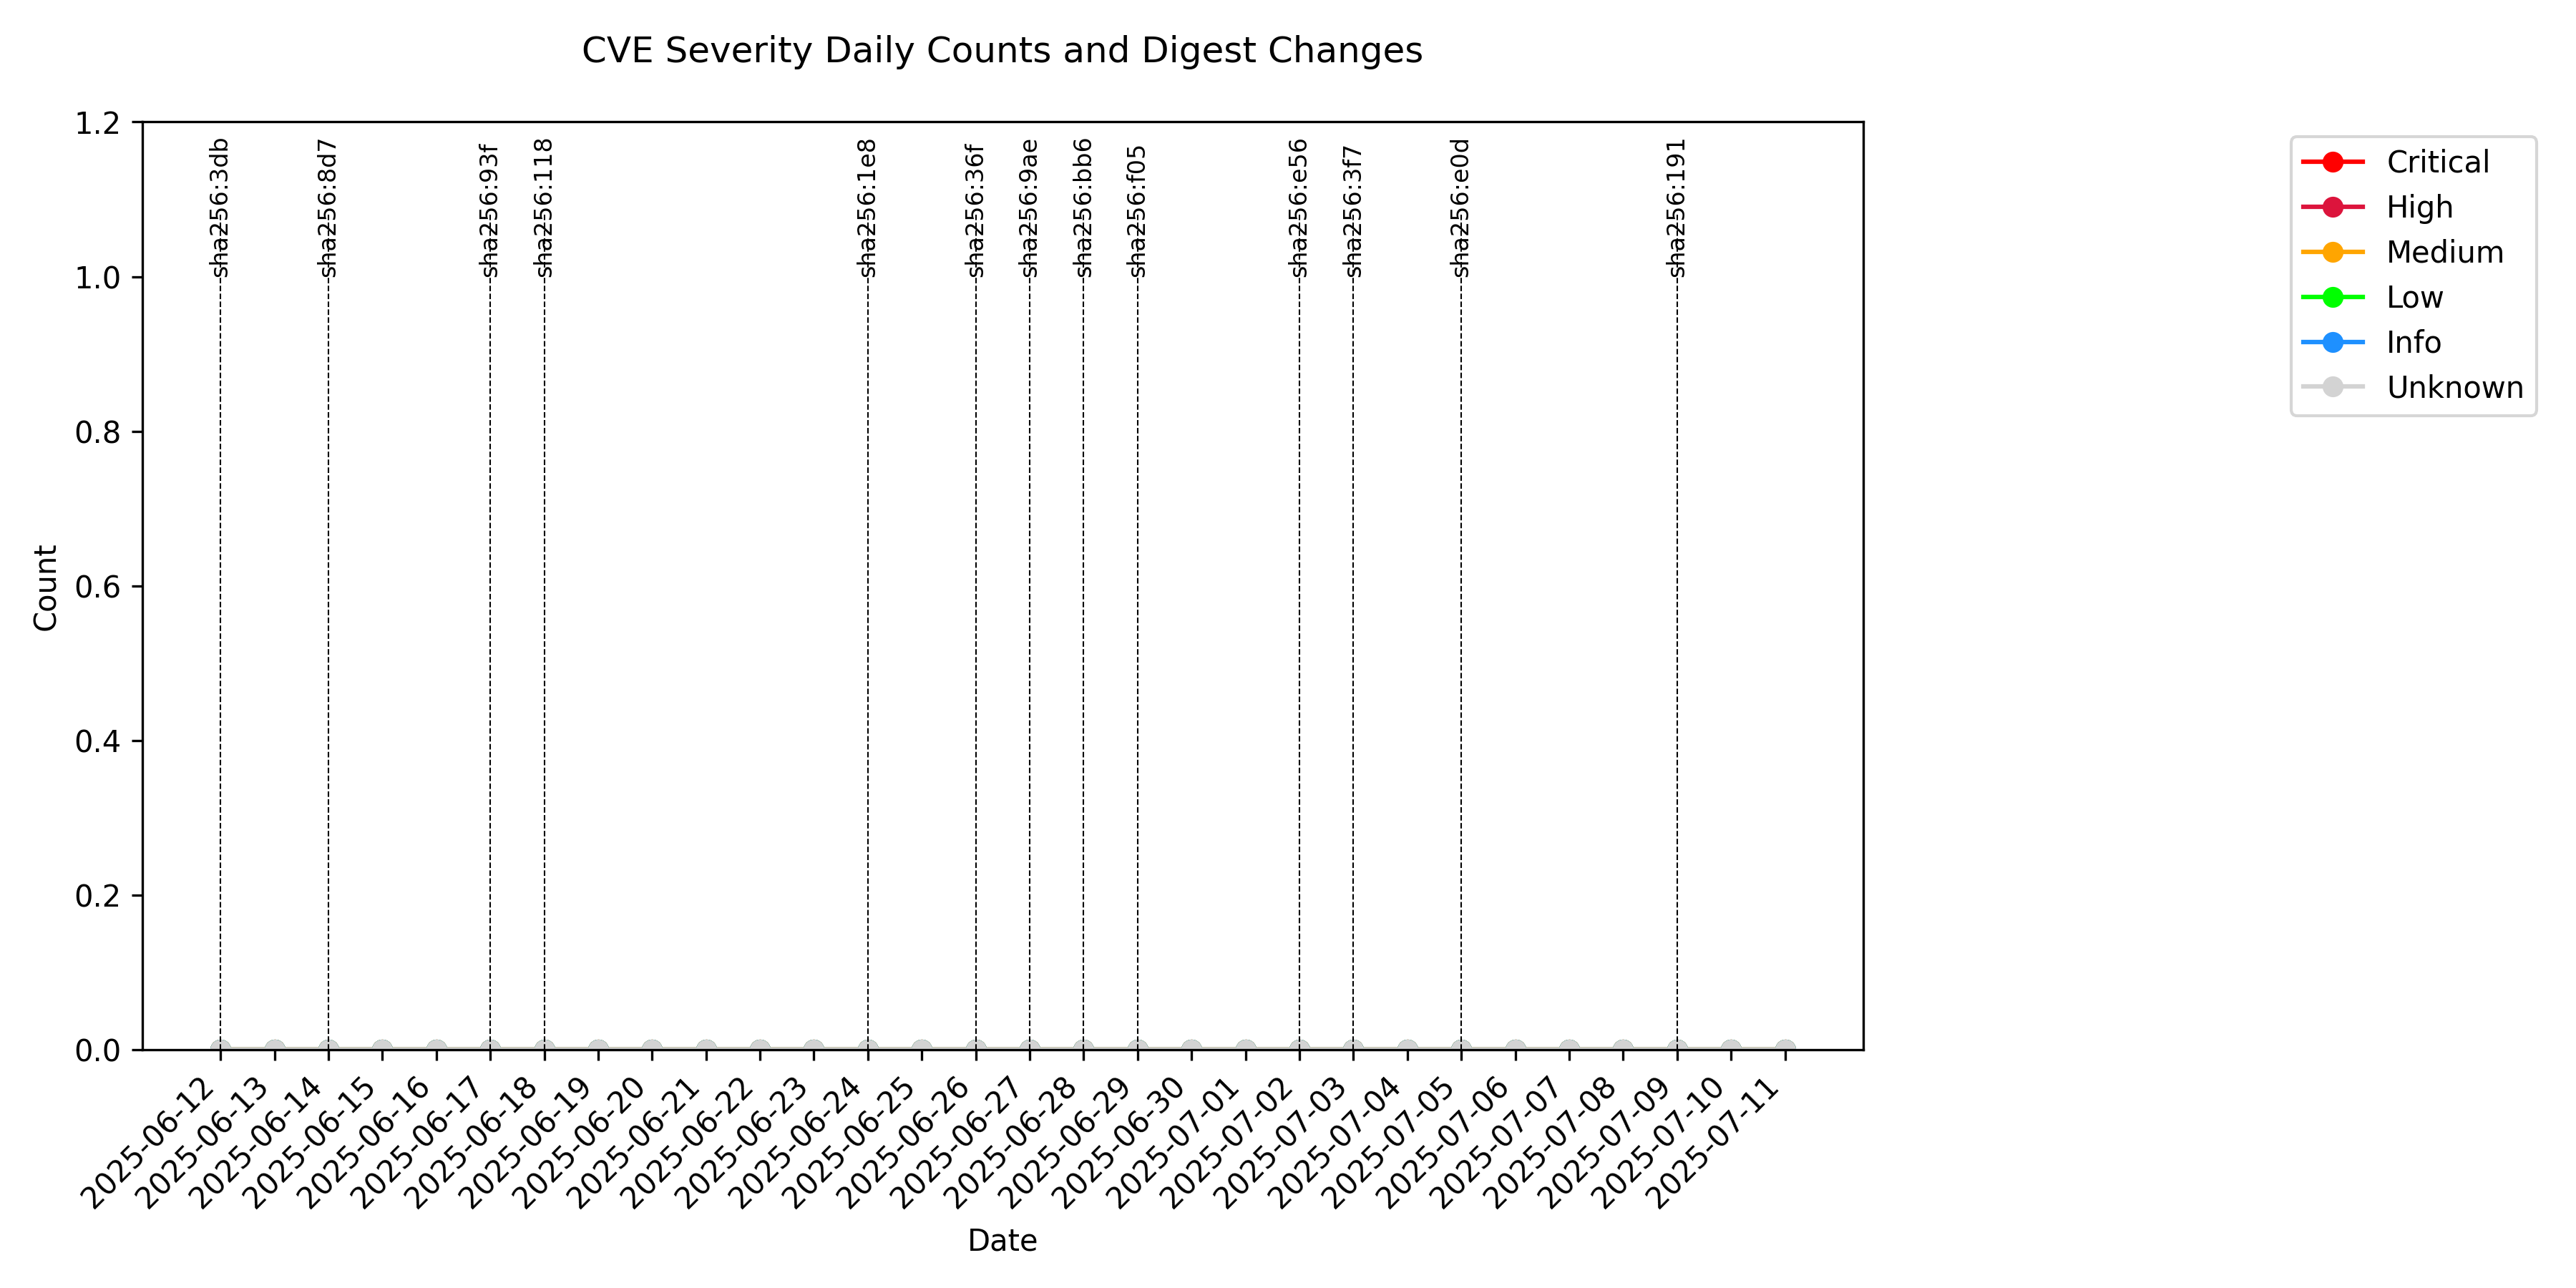 CVE Severity Daily Counts and Digest Changes
1.2
1.0
0.8
0.6
0.4
0.2
0.0
Count
sha256:3db
sha256:8d7
sha256:93f
sha256:118
sha256:1e8
sha256:36f
sha256:9ae
sha256:bb6
sha256:f05
sha256:e56
sha256:3f7
sha256:e0d
sha256:191
Critical
High
Medium
Low
Info
Unknown
2025-06-12
2025-06-13
2025-06-14
2025-06-15
2025-06-16
2025-06-17
2025-06-18
2025-06-19
2025-06-20
2025-06-21
2025-06-22
2025-06-23
2025-06-24
2025-06-25
2025-06-26
2025-06-27
2025-06-28
2025-06-29
2025-06-30
2025-07-01
2025-07-02
2025-07-03
2025-07-04
2025-07-05
2025-07-06
2025-07-07
2025-07-08
2025-07-09
2025-07-10
2025-07-11
Date